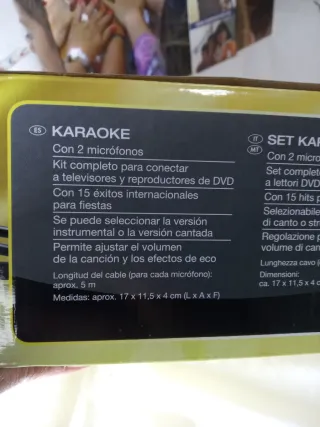 ES KARAOKE
Con 2 micrófonos
Kit completo para conectar
a televisores y reproductores de DVD
Con 15 éxitos internacionales
para fiestas
Se puede seleccionar la versión
instrumental o la versión cantada
Permite ajustar el volumen
de la canción y los efectos de eco
Longitud del cable (para cada micrófono):
aprox. 5 m
Medidas: aprox. 17 x 11,5 x 4 cm (L x A x F)
IT
MT
SET KAR
Con 2 micro
Set complet
a lettori DVD
Con 15 hits p
Selezionabile
di canto o str
Regolazione p
volume di can
Lunghezza cavo (
Dimensioni:
ca. 17 x 11,5 x 4 c